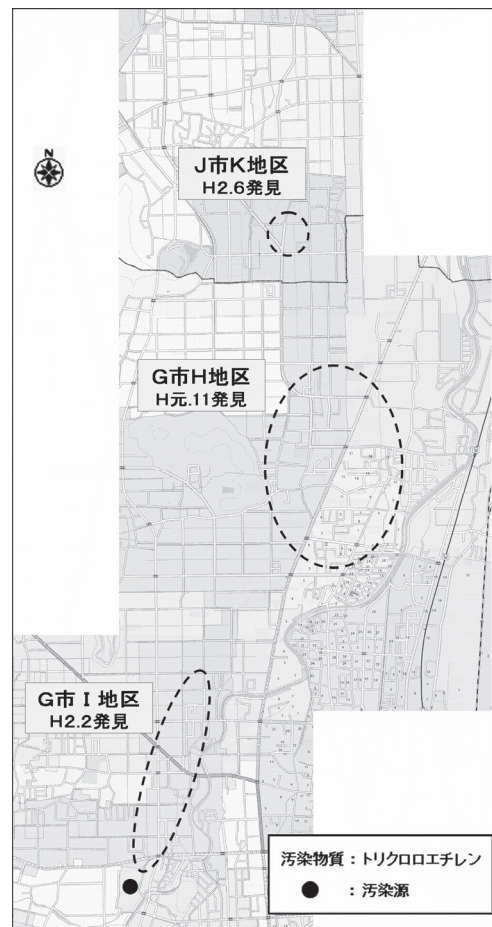 N
J市K地区
H2.6発見
G市H地区
H元.11発見
G市I地区
H2.2発見
汚染物質：トリクロロエチレン
●：汚染源